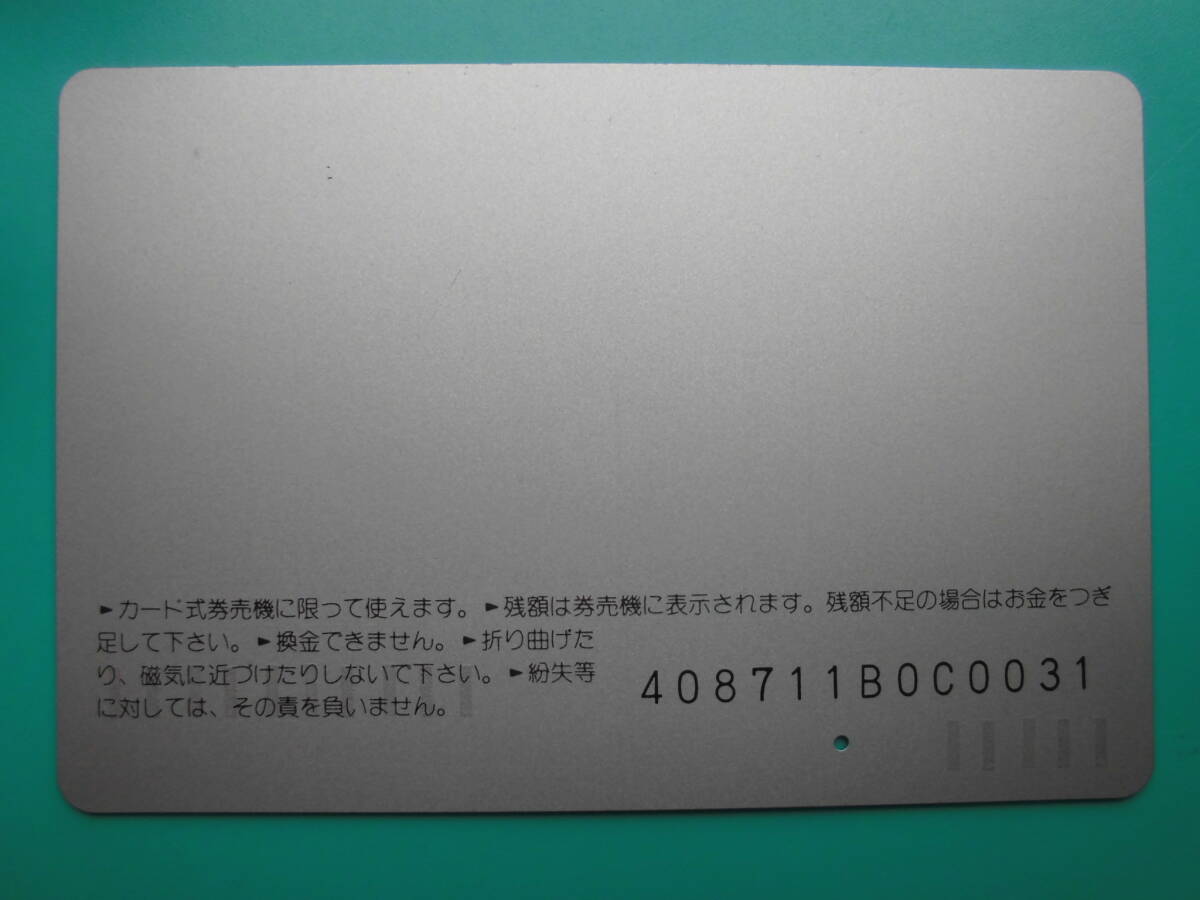 ►カード式券売機に限って使えます。►残額は券売機に表示されます。残額不足の場合はお金をつぎ
足して下さい。►換金できません。►折り曲げた
り、磁気に近づけたりしないで下さい。►紛失等
に対しては、その責を負いません。
408711B0C0031